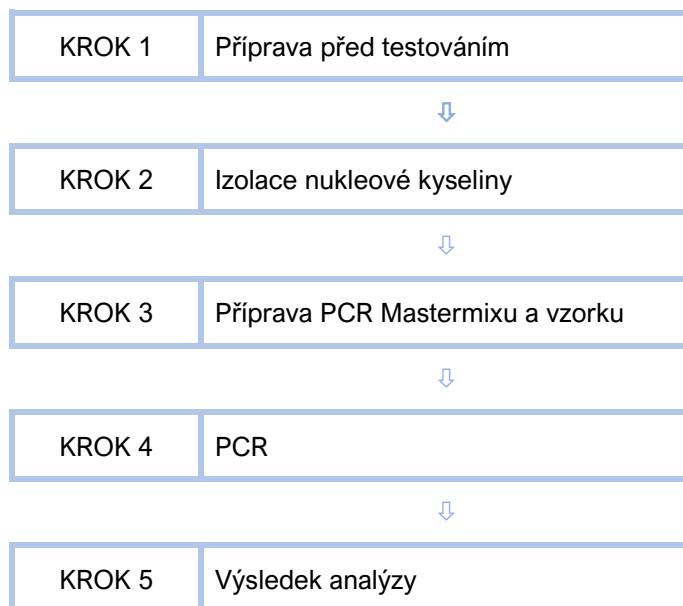 KROK 1 Příprava před testováním
⇩
KROK 2 Izolace nukleové kyseliny
⇩
KROK 3 Příprava PCR Mastermixu a vzorku
⇩
KROK 4 PCR
⇩
KROK 5 Výsledek analýzy